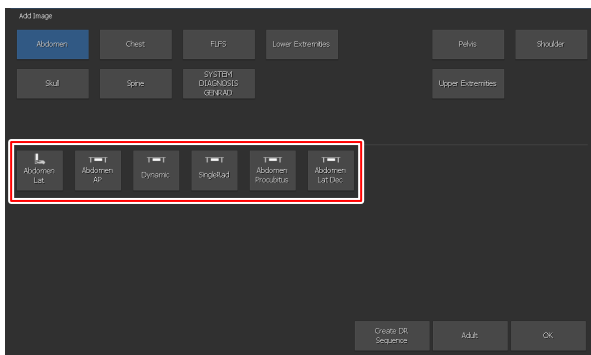 Add Image
Abdomen
Chest
FLFS
Lower Extremities
Pelvis
Shoulder
Skull
Spine
SYSTEM
DIAGNOSIS
GENRAD
Upper Extremities
Abdomen
Lat
Abdomen
AP
Dynamic
SingleRad
Abdomen
Procubitus
Abdomen
Lat Dec
Create DR
Sequence
Adult
OK